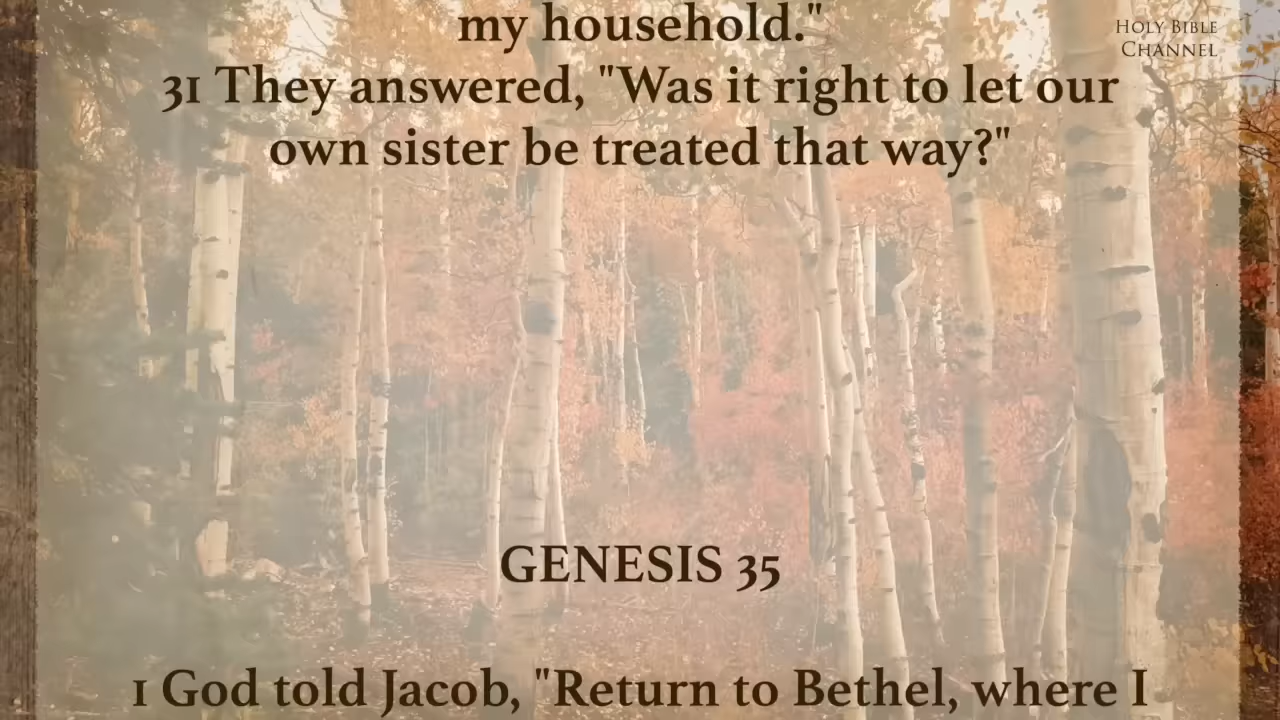 my household."
HOLY BIBLE
CHANNEL
31 They answered, "Was it right to let our
own sister be treated that way?"
GENESIS 35
1 God told Jacob, "Return to Bethel, where I